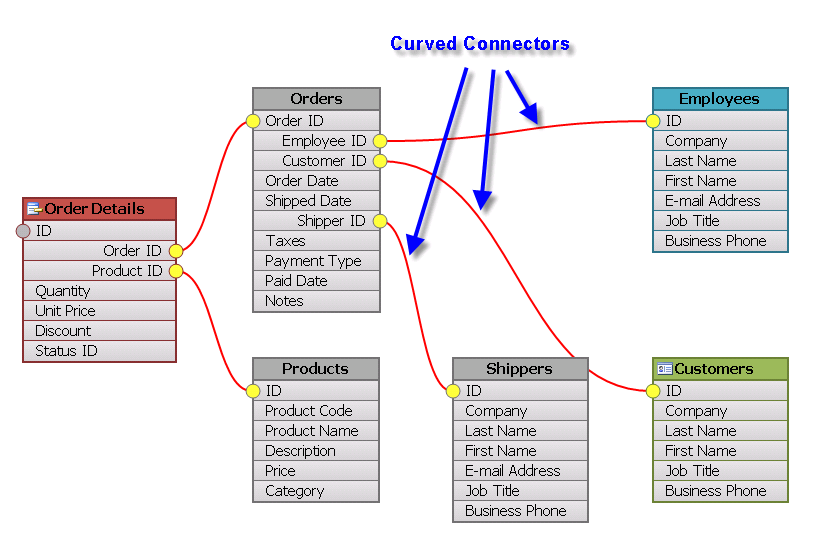 Curved Connectors
Orders
Order ID
Employee ID
Customer ID
Order Date
Shipped Date
Shipper ID
Taxes
Payment Type
Paid Date
Notes
Employees
ID
Company
Last Name
First Name
E-mail Address
Job Title
Business Phone
Order Details
ID
Order ID
Product ID
Quantity
Unit Price
Discount
Status ID
Products
ID
Product Code
Product Name
Description
Price
Category
Shippers
ID
Company
Last Name
First Name
E-mail Address
Job Title
Business Phone
Customers
ID
Company
Last Name
First Name
Job Title
Business Phone